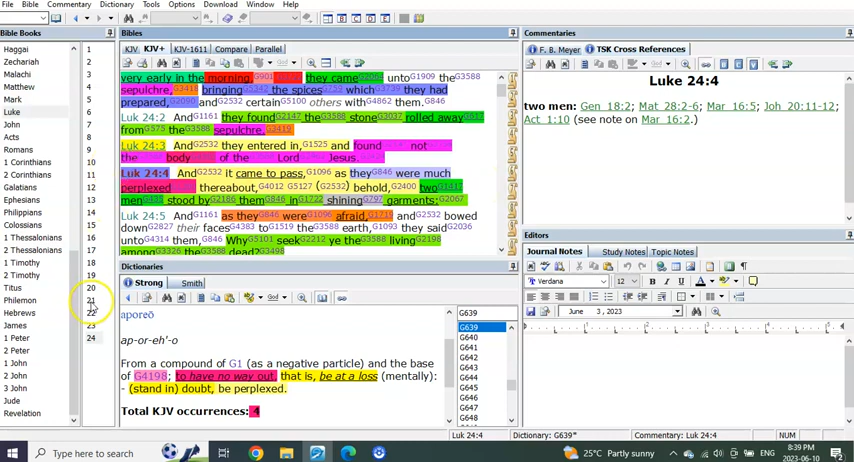 File View Commentary Dictionary Tools Options Download Window Help
Bible Books
Haggai
Zechariah
Malachi
Matthew
Mark
Luke
John
Acts
Romans
1 Corinthians
2 Corinthians
Galatians
Ephesians
Philippians
Colossians
1 Thessalonians
2 Thessalonians
1 Timothy
2 Timothy
Titus
Philemon
Hebrews
James
1 Peter
2 Peter
1 John
2 John
3 John
Jude
Revelation
1
2
3
4
5
6
7
8
9
10
11
12
13
14
15
16
17
18
19
20
21
22
23
24
Bibles
KJV KJV+ KJV-1611 Compare Parallel
very early in the morning, G901 they came G2064 unto G1909 the G3588
sepulchre, G3418 bringing G5342 the spices which G3739 they had
prepared, G2090 and G2532 certain G5100 others with G4862 them. G846
Luk 24:2 And G1161 they found G2147 the G3588 stone G3037 rolled away G617
from G575 the G3588 sepulchre. G3419
Luk 24:3 And G2532 they entered in, G1525 and found not
the body of the Lord Jesus.
Luk 24:4 And G2532 it came to pass, G1096 as they G846 were much
perplexed thereabout, G4012 G5127 (G2532) behold, G2400 two G1417
men G435 stood by G2186 them G846 in G1722 shining G797 garments: G2067
Luk 24:5 And G1161 as they G846 were G1096 afraid, G1719 and G2532 bowed
down G2827 their faces G4383 to G1519 the earth, G1093 they said G2036
unto G4314 them, G846 Why G5101 seek G2212 ye the living G2198
among G3326 the dead? G3498
Dictionaries
Strong Smith
God
aporeō
ap-or-eh'-o
From a compound of G1 (as a negative particle) and the base
of G4198; to have no way out, that is, be at a loss (mentally):
- (stand in) doubt, be perplexed.
Total KJV occurrences: 4
G639
G639
G640
G641
G642
G643
G644
G645
G646
G647
G648
Commentaries
F. B. Meyer TSK Cross References
Luke 24:4
two men: Gen 18:2; Mat 28:2-6; Mar 16:5; Joh 20:11-12;
Act 1:10 (see note on Mar 16:2.)
Editors
Journal Notes Study Notes Topic Notes
Verdana 12 B I U A
June 3, 2023
Luk 24:4 Dictionary: G639* Commentary: Luk 24:4 NUM
Type here to search
25°C Partly sunny
ENG
8:39 PM
2023-06-10
2